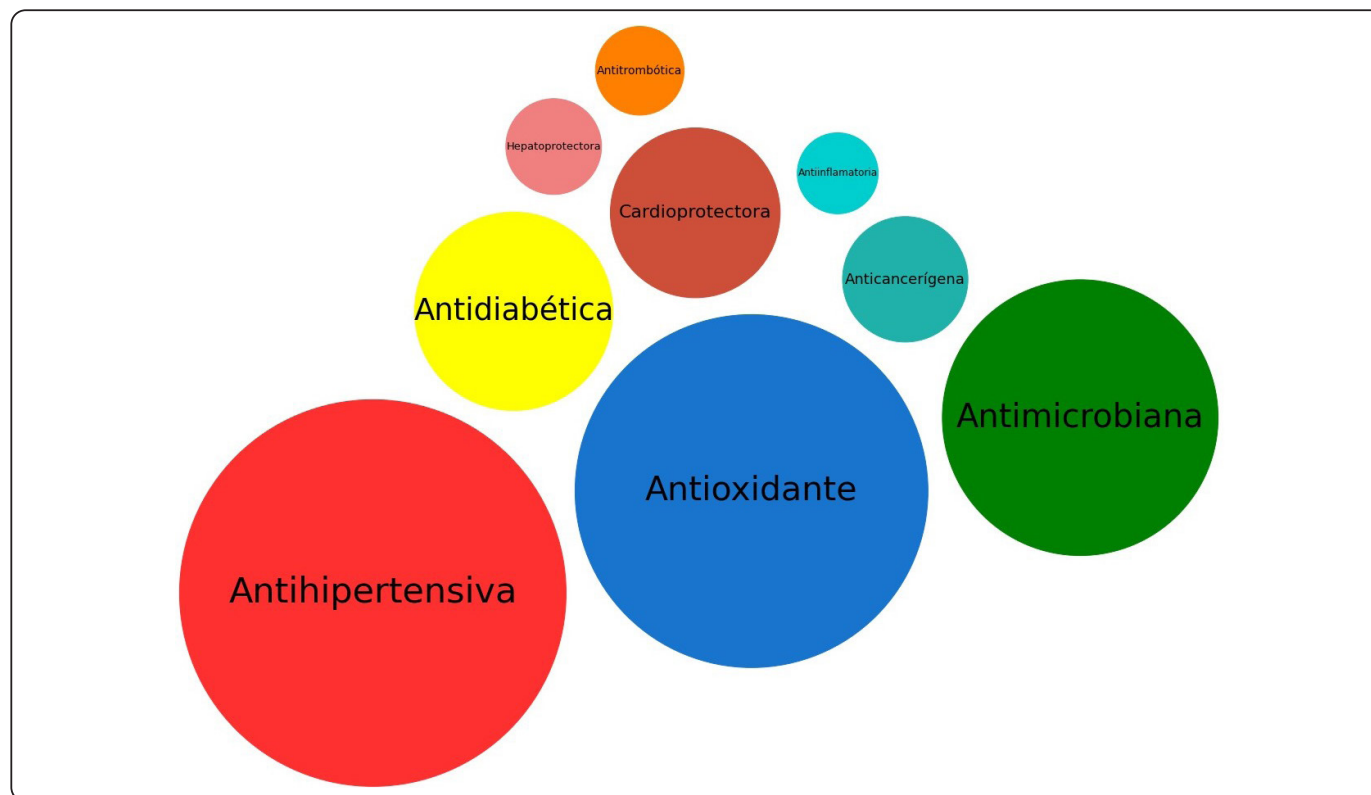 Antitrombótica
Hepatoprotectora
Antiinflamatoria
Cardioprotectora
Anticancerígena
Antidiabética
Antimicrobiana
Antioxidante
Antihipertensiva